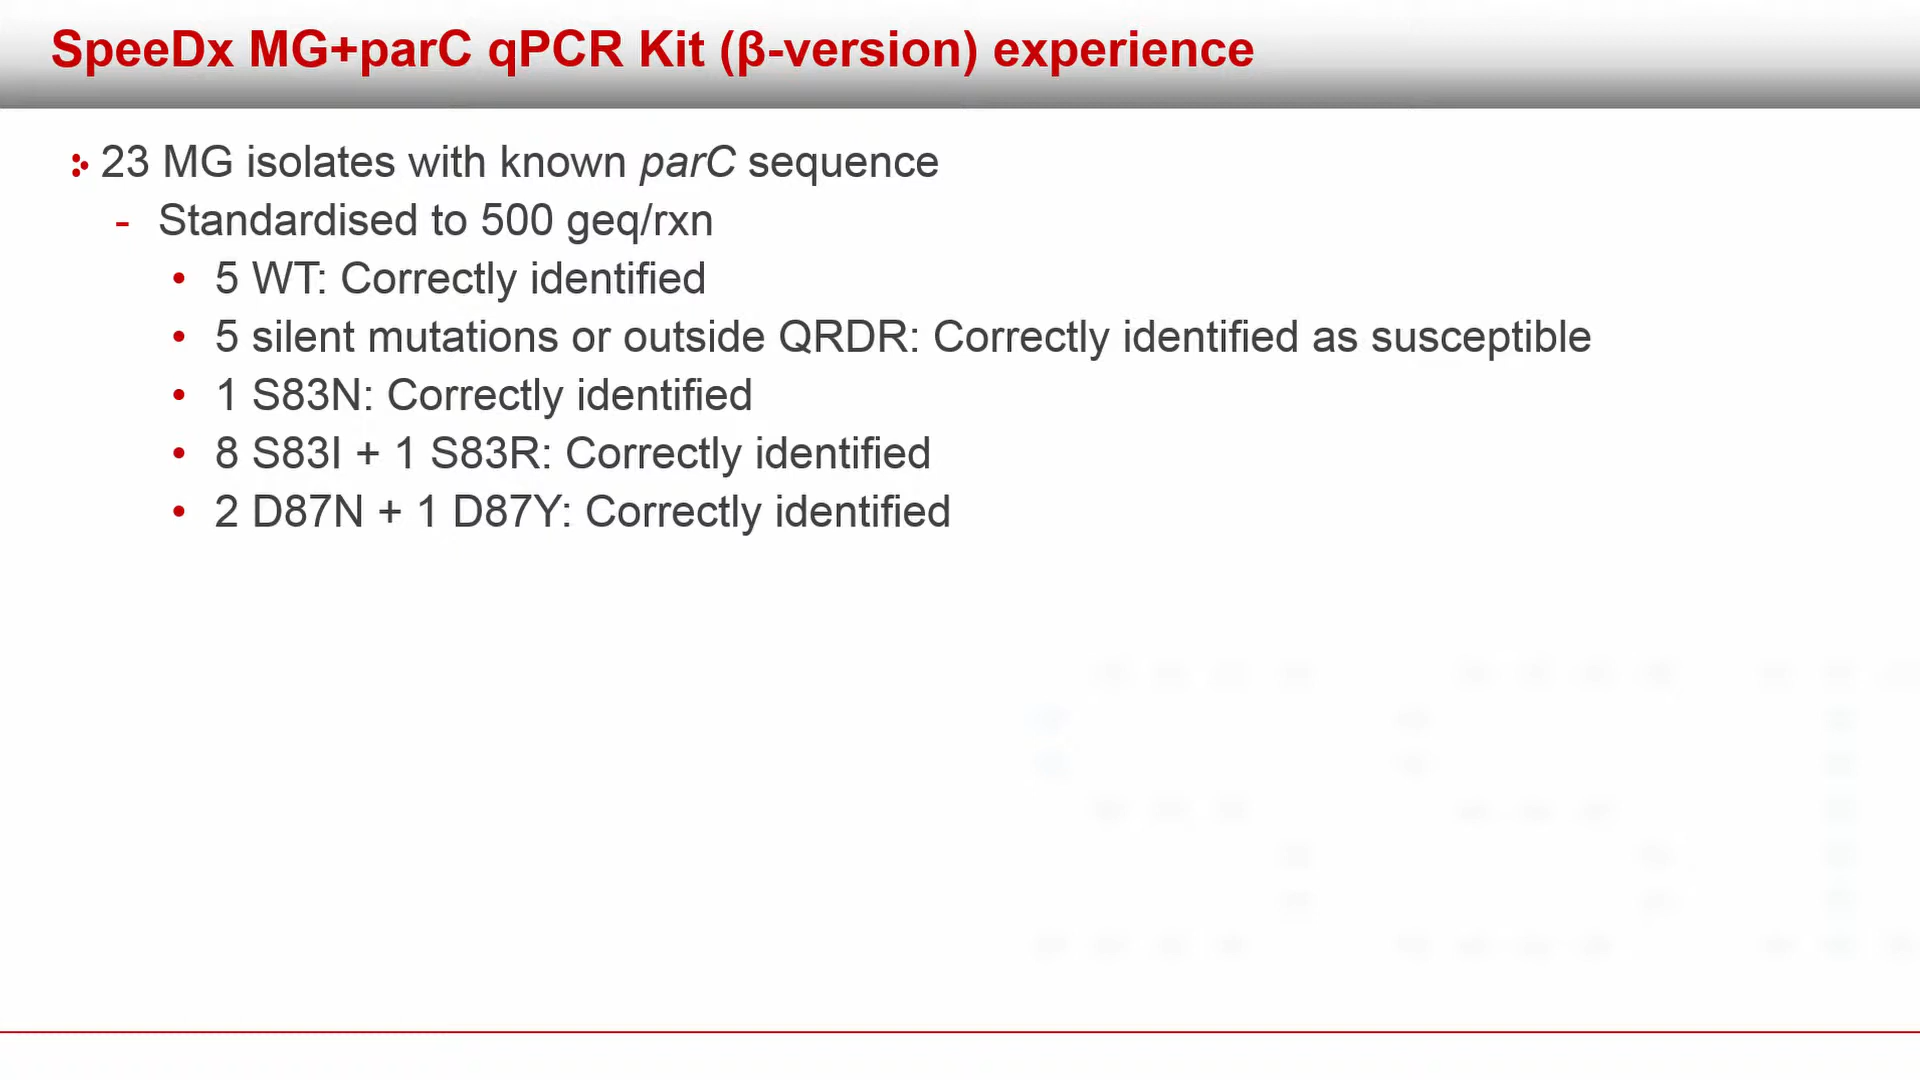 SpeeDx MG+parC qPCR Kit (β-version) experience
23 MG isolates with known parC sequence
- Standardised to 500 geq/rxn
• 5 WT: Correctly identified
• 5 silent mutations or outside QRDR: Correctly identified as susceptible
• 1 S83N: Correctly identified
• 8 S83I + 1 S83R: Correctly identified
• 2 D87N + 1 D87Y: Correctly identified